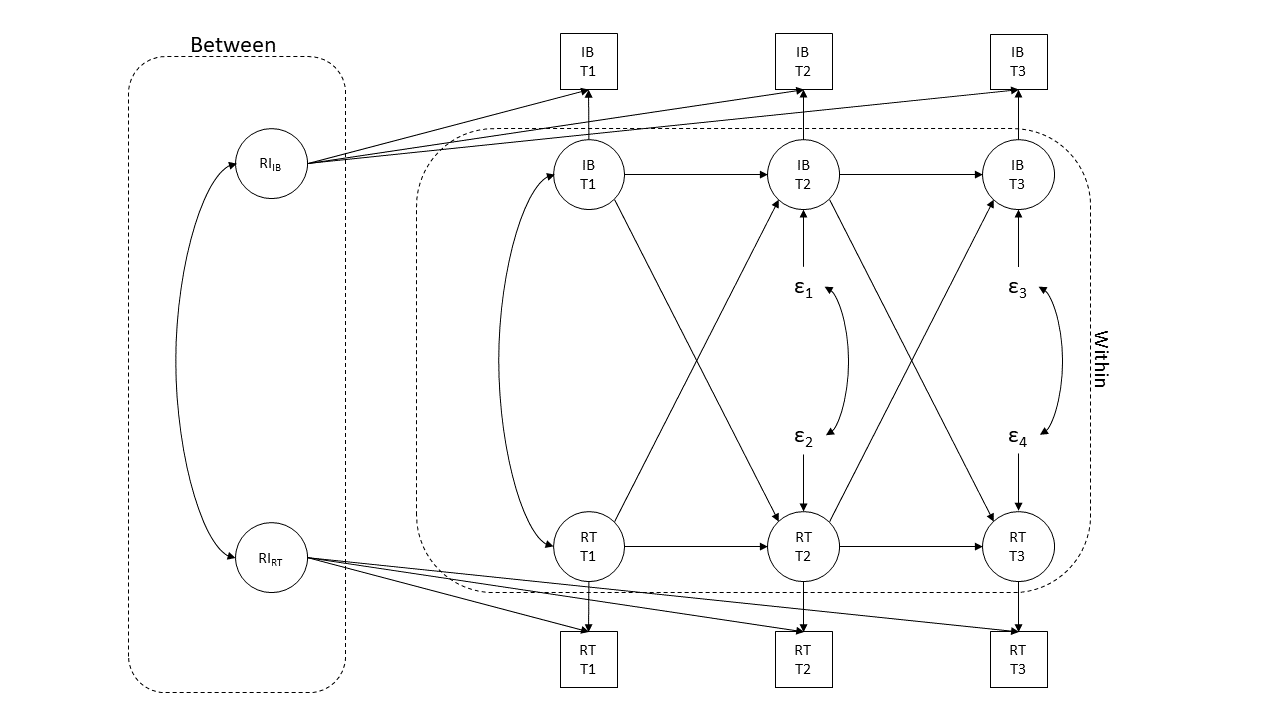 Between
IB
T1
IB
T2
IB
T3
RI_IB
IB
T1
IB
T2
IB
T3
ε1
ε3
Within
ε2
ε4
RI_RT
RT
T1
RT
T2
RT
T3
RT
T1
RT
T2
RT
T3